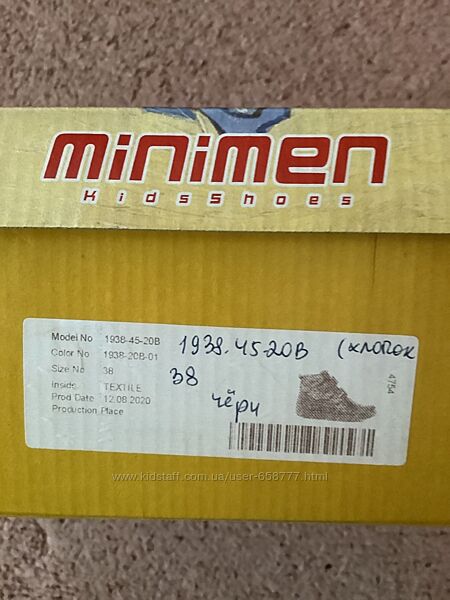 minimen
KidsShoes
Model No 1938-45-20B
Color No 1938-20B-01
Size No 38
Inside TEXTILE
Prod Date 12.08.2020
Production Place
1938.45-20B (хлопок
38
чёрн
4754
www.kidstaff.com.ua/user-658777.html